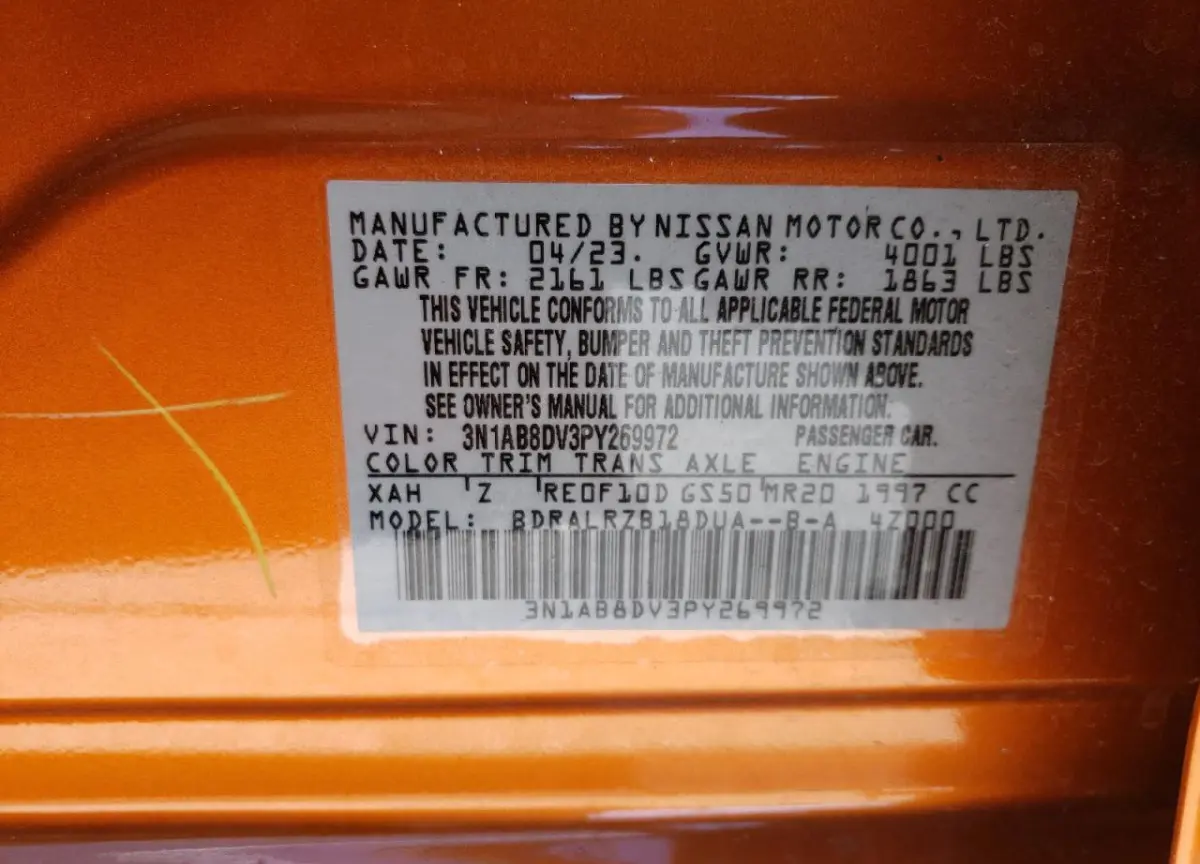 MANUFACTURED BY NISSAN MOTOR CO., LTD.
DATE: 04/23. GVWR: 4001 LBS
GAWR FR: 2161 LBS GAWR RR: 1863 LBS
THIS VEHICLE CONFORMS TO ALL APPLICABLE FEDERAL MOTOR
VEHICLE SAFETY, BUMPER AND THEFT PREVENTION STANDARDS
IN EFFECT ON THE DATE OF MANUFACTURE SHOWN ABOVE.
SEE OWNER'S MANUAL FOR ADDITIONAL INFORMATION.
VIN: 3N1AB8DV3PY269972 PASSENGER CAR.
COLOR TRIM TRANS AXLE ENGINE
XAH Z RE0F10D GS50 MR20 1997 CC
MODEL: BDRALRZB18DUA--B-A 4Z000
3N1AB8DV3PY269972